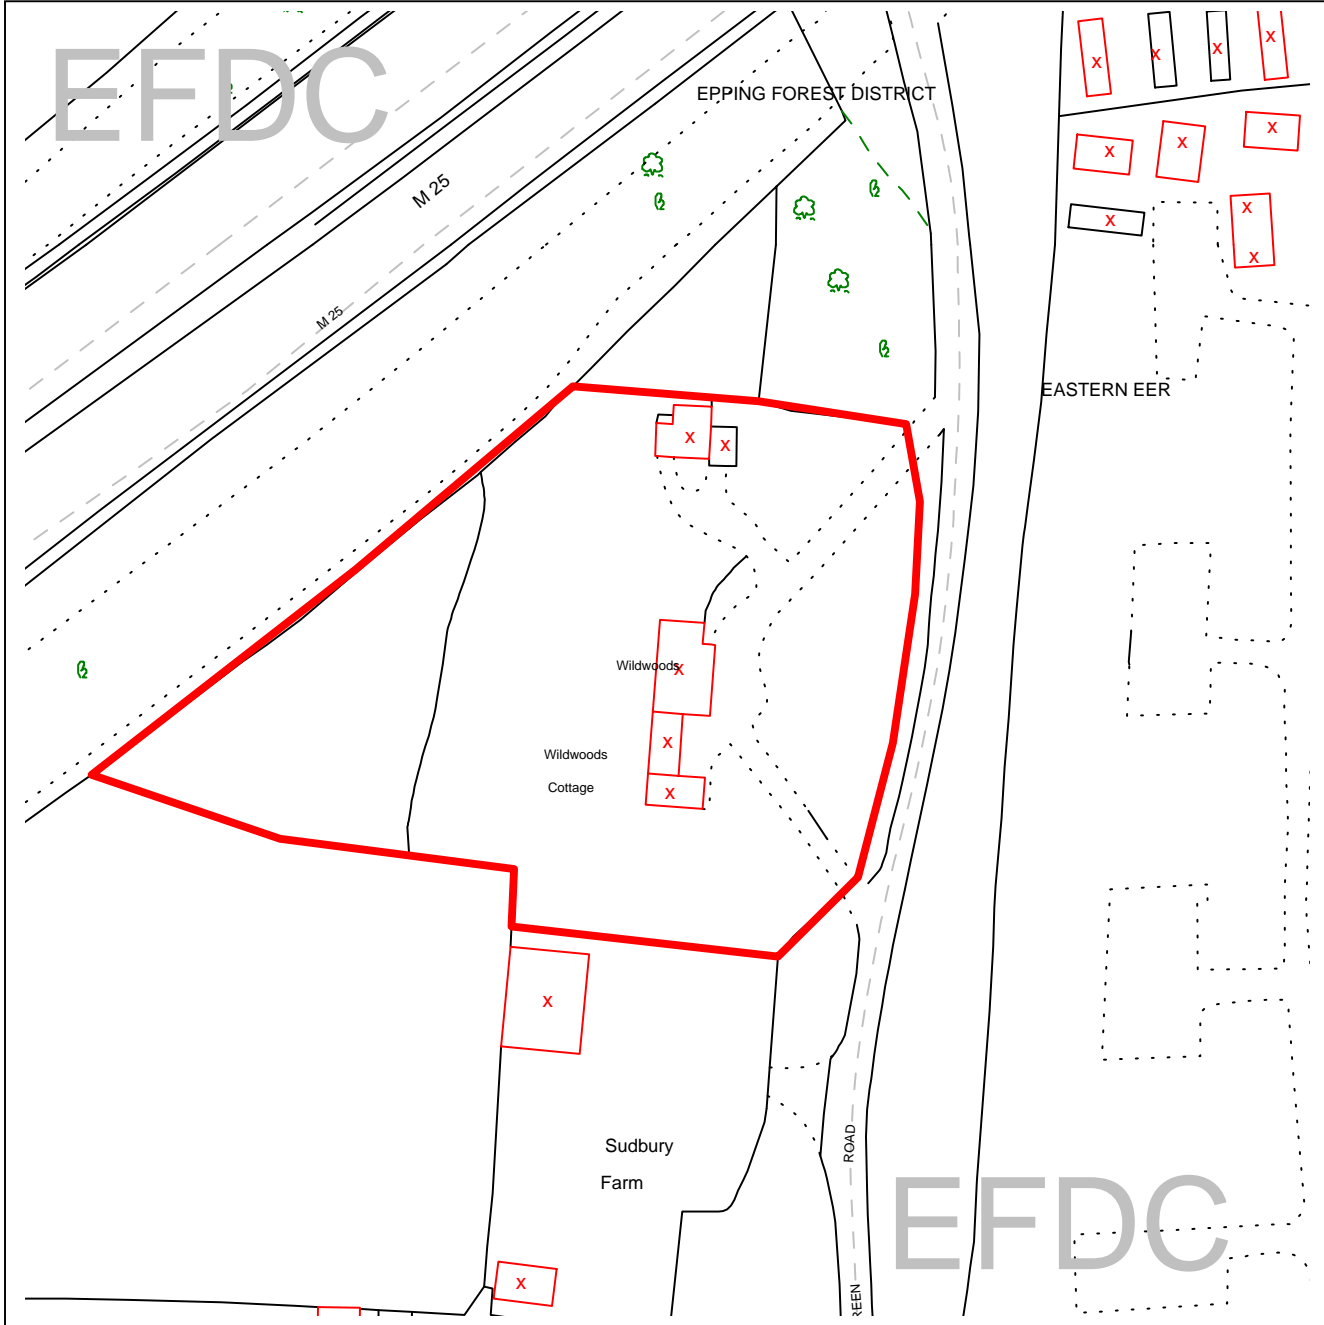 EFDC
EPPING FOREST DISTRICT
M 25
M 25
EASTERN EER
Wildwoods
Wildwoods
Cottage
Sudbury
Farm
ROAD
REEN
EFDC